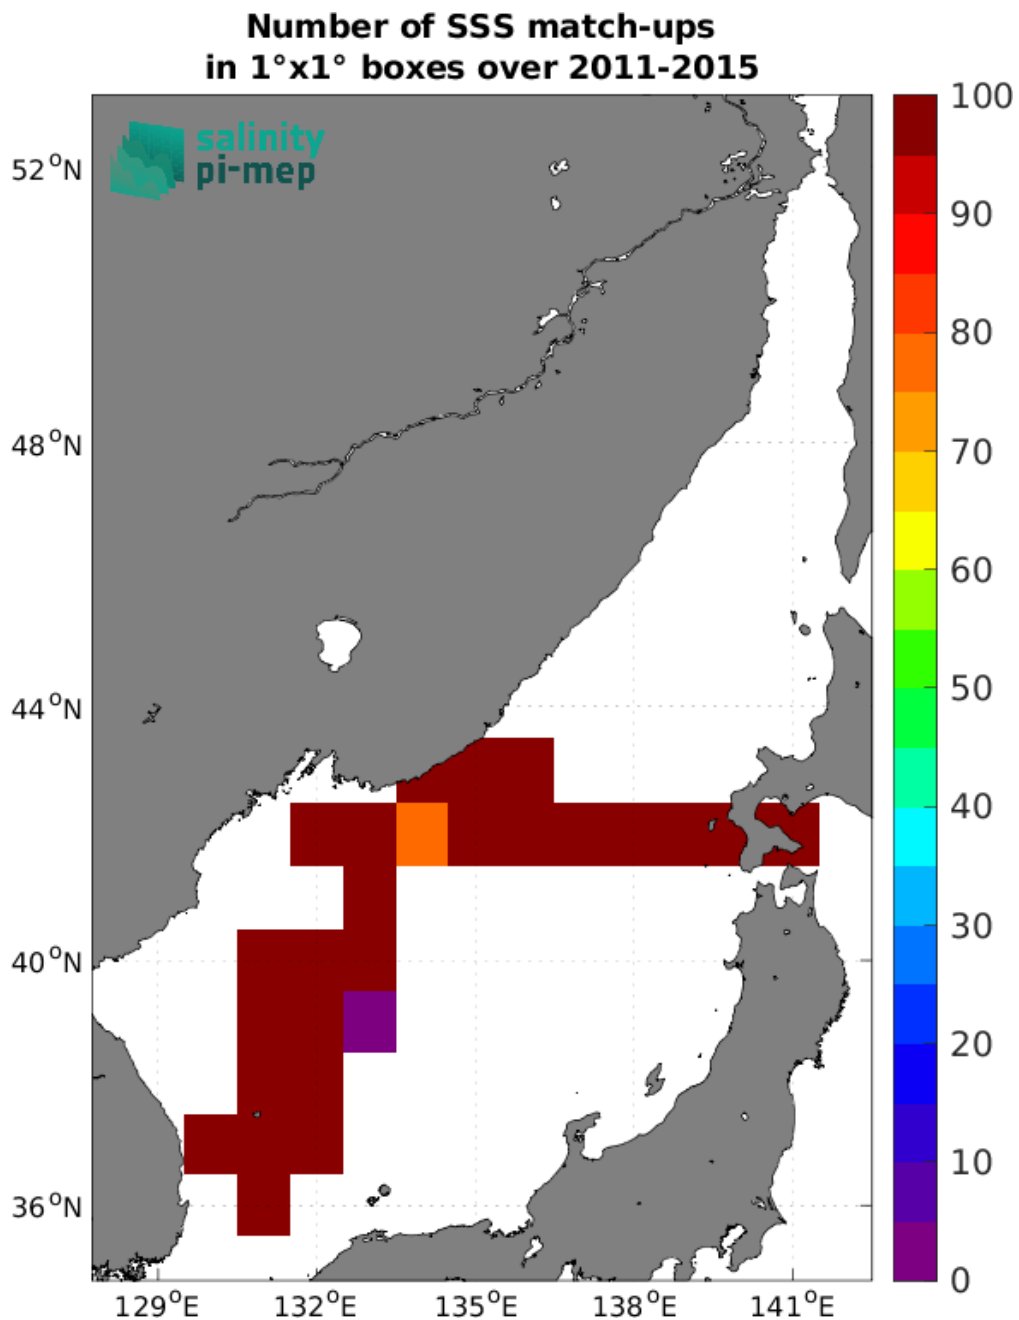 Number of SSS match-ups
in 1°x1° boxes over 2011-2015
salinity
pi-mep
52°N
48°N
44°N
40°N
36°N
129°E 132°E 135°E 138°E 141°E
100
90
80
70
60
50
40
30
20
10
0